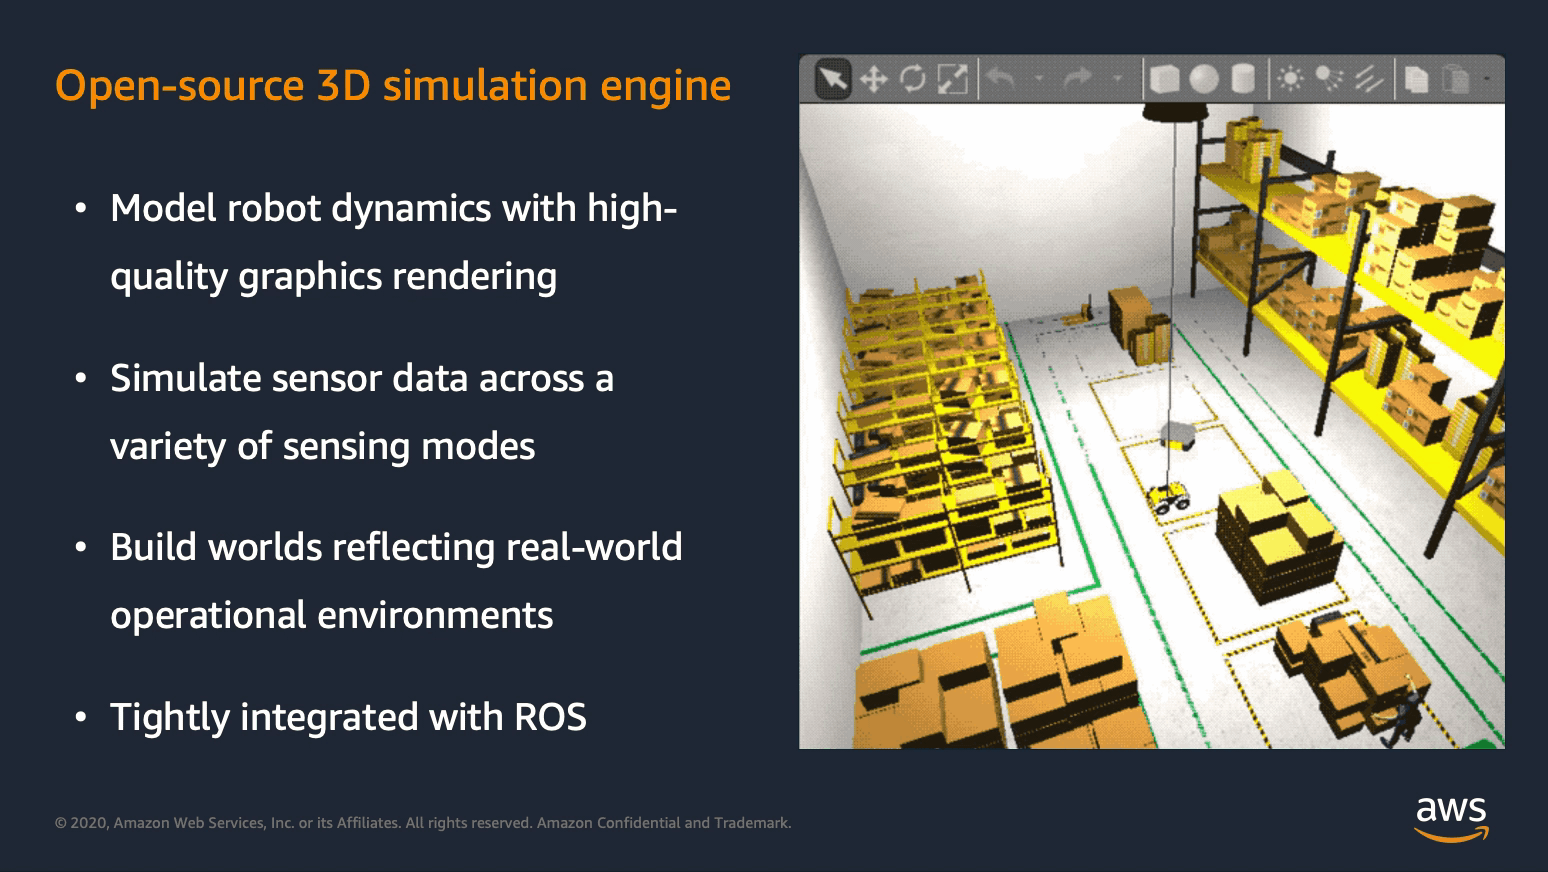 Open-source 3D simulation engine
• Model robot dynamics with high-
quality graphics rendering
• Simulate sensor data across a
variety of sensing modes
• Build worlds reflecting real-world
operational environments
• Tightly integrated with ROS
© 2020, Amazon Web Services, Inc. or its Affiliates. All rights reserved. Amazon Confidential and Trademark.
aws